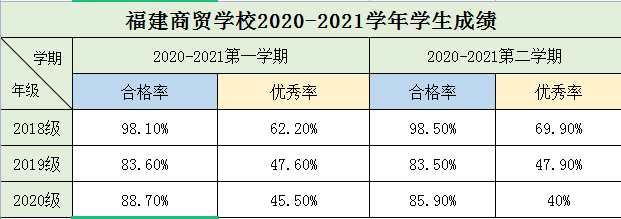 福建商贸学校2020-2021学年学生成绩
学期 2020-2021第一学期 2020-2021第二学期
年级 合格率 优秀率 合格率 优秀率
2018级 98.10% 62.20% 98.50% 69.90%
2019级 83.60% 47.60% 83.50% 47.90%
2020级 88.70% 45.50% 85.90% 40%